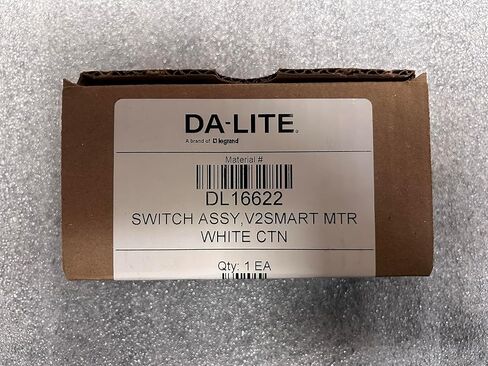 DA-LITE®
A brand of legrand
Material #
DL16622
SWITCH ASSY,V2SMART MTR
WHITE CTN
Qty: 1 EA